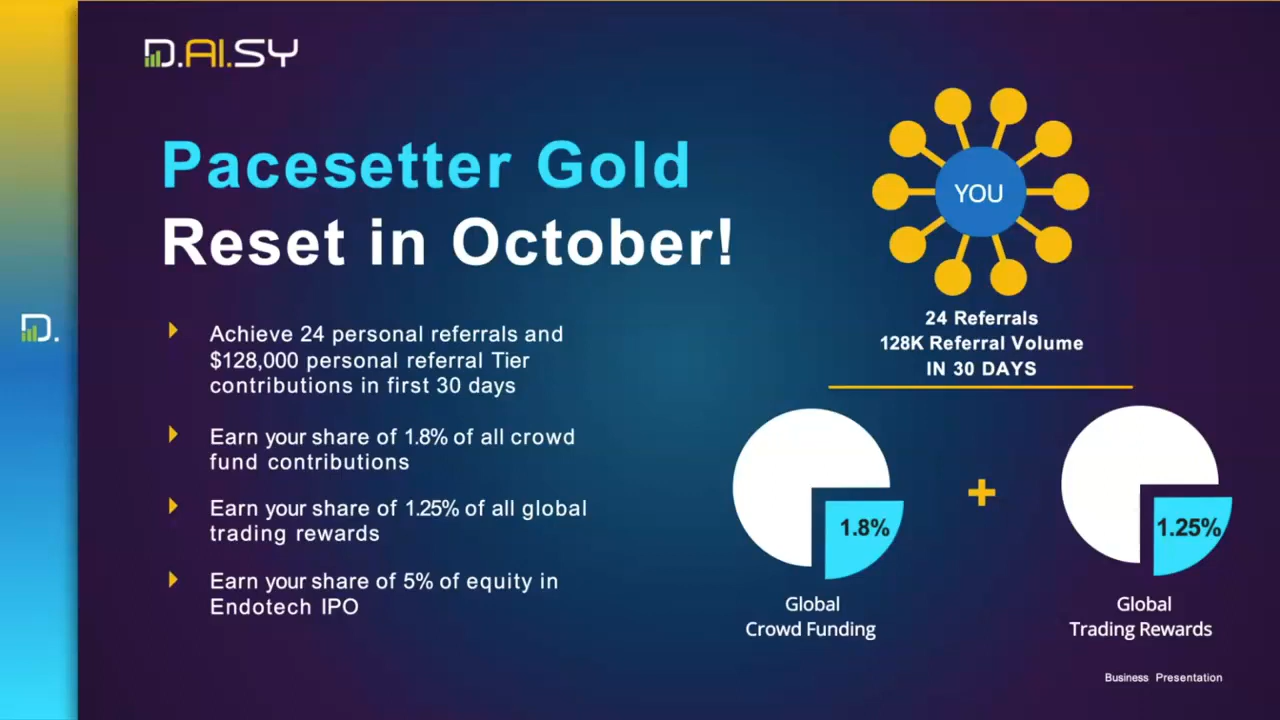 D.AI.SY
Pacesetter Gold
Reset in October!
Achieve 24 personal referrals and
$128,000 personal referral Tier
contributions in first 30 days
Earn your share of 1.8% of all crowd
fund contributions
Earn your share of 1.25% of all global
trading rewards
Earn your share of 5% of equity in
Endotech IPO
D.
YOU
24 Referrals
128K Referral Volume
IN 30 DAYS
1.8%
+
1.25%
Global
Crowd Funding
Global
Trading Rewards
Business Presentation